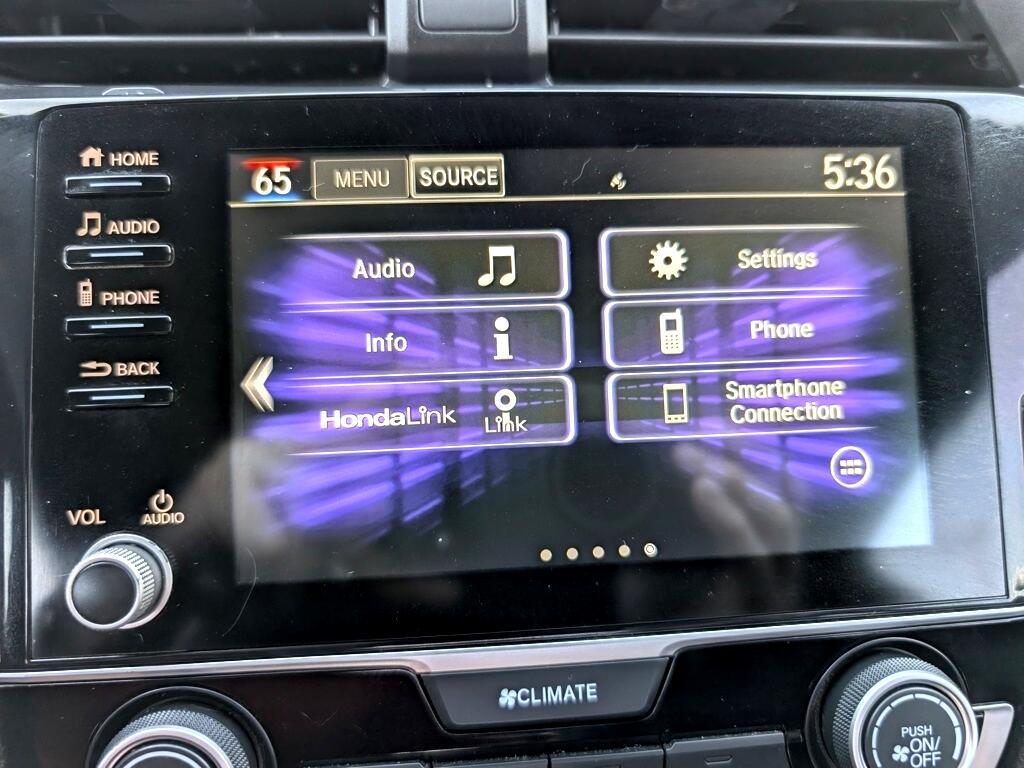 HOME
AUDIO
PHONE
BACK
VOL
AUDIO
65 MENU SOURCE 5:36
Audio
Settings
Info
Phone
HondaLink
Link
Smartphone
Connection
CLIMATE
PUSH
ON/
OFF